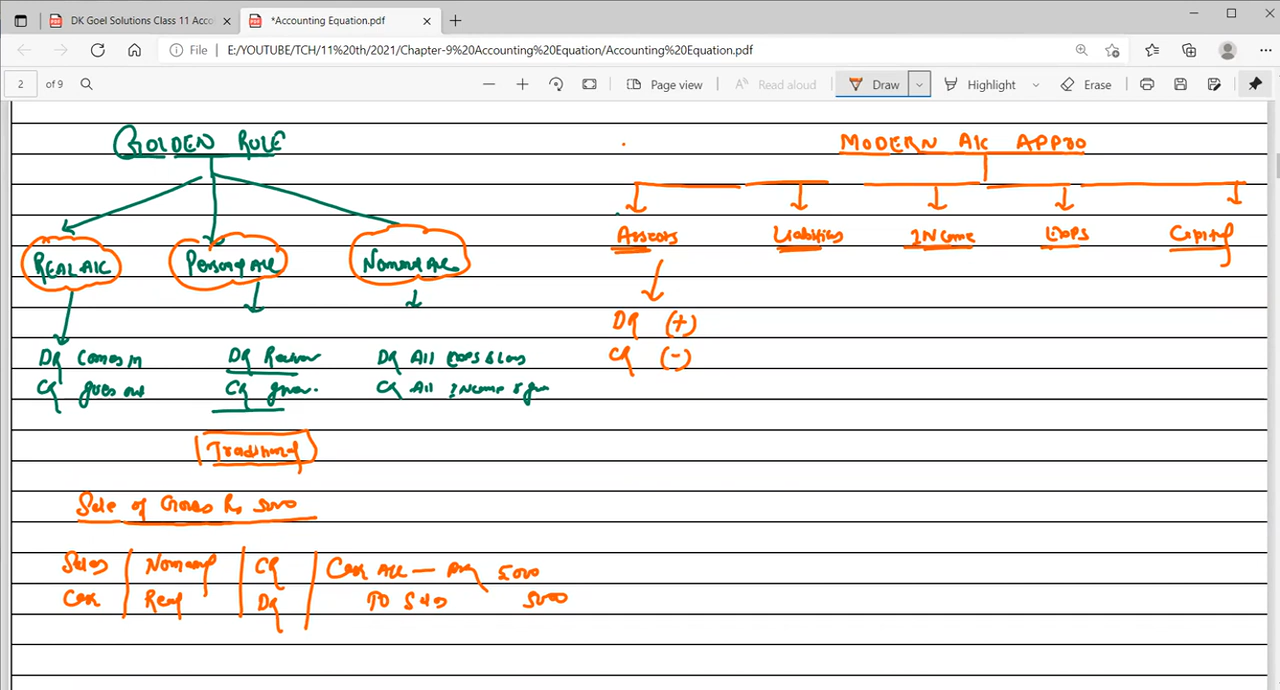 DK Goel Solutions Class 11 Acco
*Accounting Equation.pdf
File E:/YOUTUBE/TCH/11%20th/2021/Chapter-9%20Accounting%20Equation/Accounting%20Equation.pdf
2 of 9 Page view Read aloud Draw Highlight Erase
GOLDEN RULE
MODERN A/C APPRO
REAL A/C Personal A/c Nominal A/c
Assets Liabilities INCome EXPS Capital
DR (+)
CR (-)
DR Comes in DR Receiver DR All EXPS & Loss
CR goes out CR giver. CR All INCome & gain
Traditional
Sale of Goods Rs 5000
Sales Nominal CR Cash A/c — DR 5000
Cash Real DR TO Sales 5000